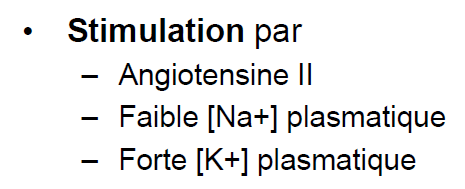 • Stimulation par
– Angiotensine II
– Faible [Na+] plasmatique
– Forte [K+] plasmatique